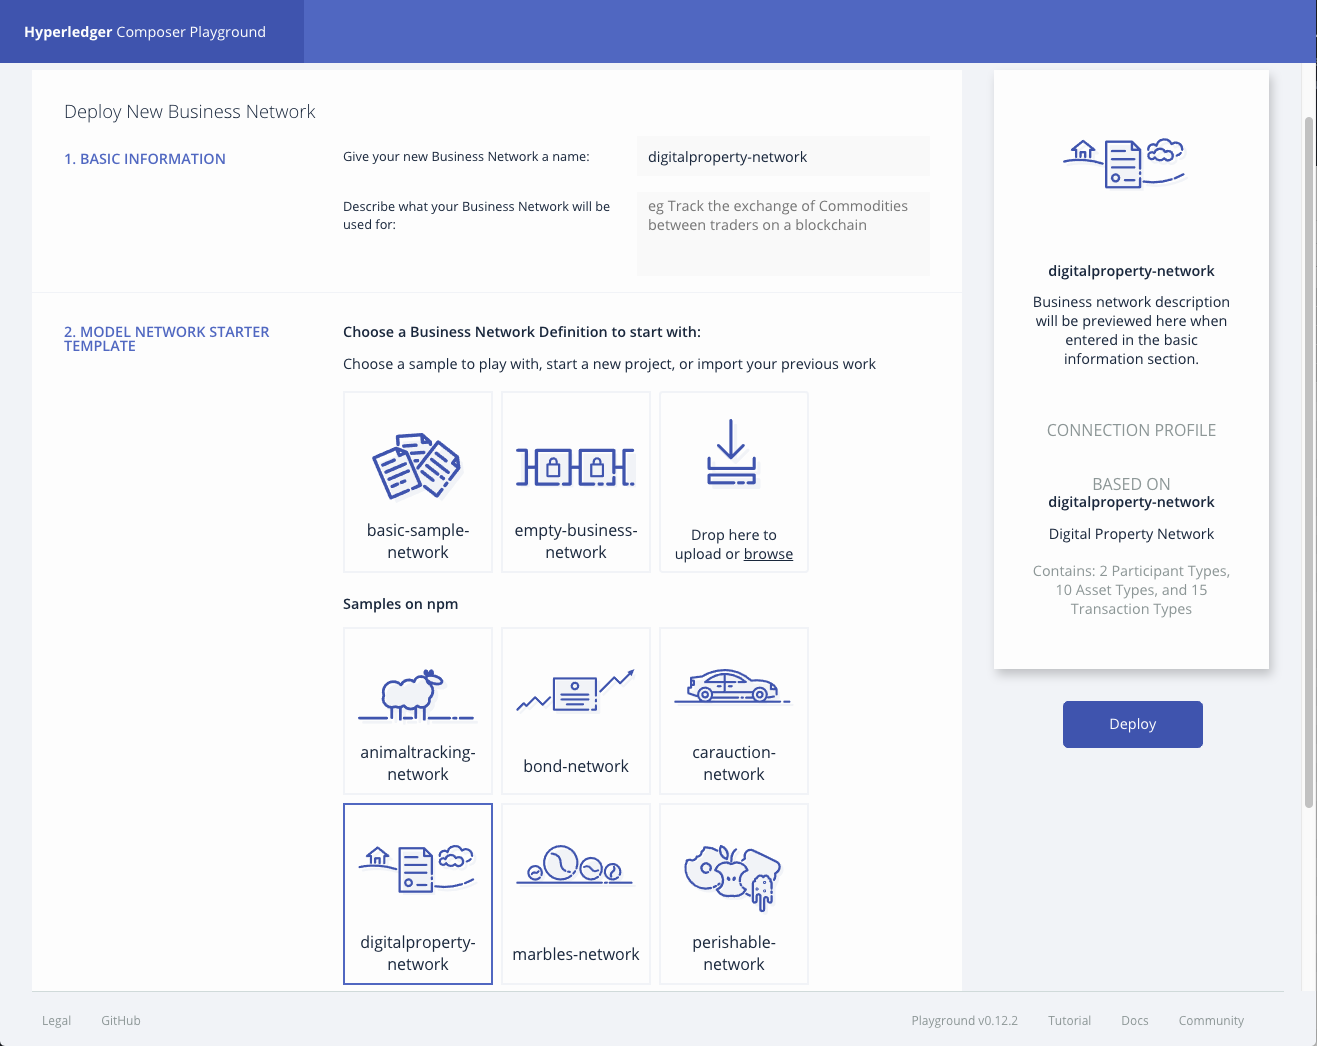 Hyperledger Composer Playground
Deploy New Business Network
1. BASIC INFORMATION
Give your new Business Network a name:
digitalproperty-network
Describe what your Business Network will be
used for:
eg Track the exchange of Commodities
between traders on a blockchain
2. MODEL NETWORK STARTER
TEMPLATE
Choose a Business Network Definition to start with:
Choose a sample to play with, start a new project, or import your previous work
basic-sample-
network
empty-business-
network
Drop here to
upload or browse
Samples on npm
animaltracking-
network
bond-network
carauction-
network
digitalproperty-
network
marbles-network
perishable-
network
digitalproperty-network
Business network description
will be previewed here when
entered in the basic
information section.
CONNECTION PROFILE
BASED ON
digitalproperty-network
Digital Property Network
Contains: 2 Participant Types,
10 Asset Types, and 15
Transaction Types
Deploy
Legal
GitHub
Playground v0.12.2
Tutorial
Docs
Community